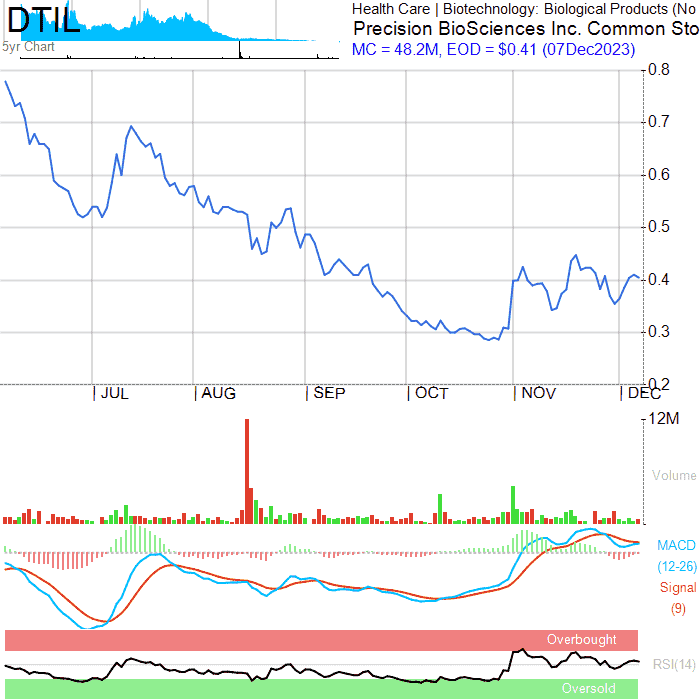 DTIL
5yr Chart
Health Care | Biotechnology: Biological Products (No
Precision BioSciences Inc. Common Sto
MC = 48.2M, EOD = $0.41 (07Dec2023)
0.8
0.7
0.6
0.5
0.4
0.3
0.2
JUL AUG SEP OCT NOV DEC
12M
Volume
MACD
(12-26)
Signal
(9)
Overbought
RSI(14)
Oversold